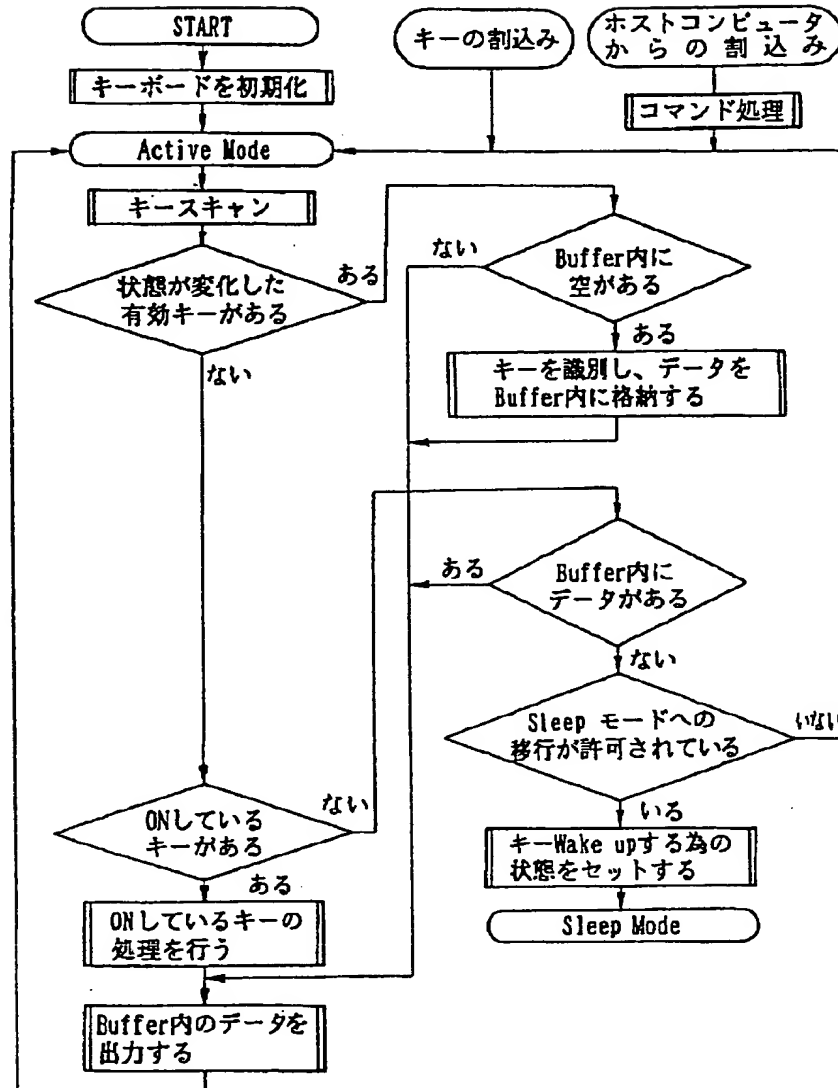 START
キーの割込み
ホストコンピュータ
からの割込み
キーボードを初期化
コマンド処理
Active Mode
キースキャン
状態が変化した
有効キーがある
ある
ない
Buffer内に
空がある
ない
ある
キーを識別し、データを
Buffer内に格納する
Buffer内に
データがある
ある
ない
Sleep モードへの
移行が許可されている
いない
いる
ONしている
キーがある
ない
ある
キーWake upする為の
状態をセットする
Sleep Mode
ONしているキーの
処理を行う
Buffer内のデータを
出力する